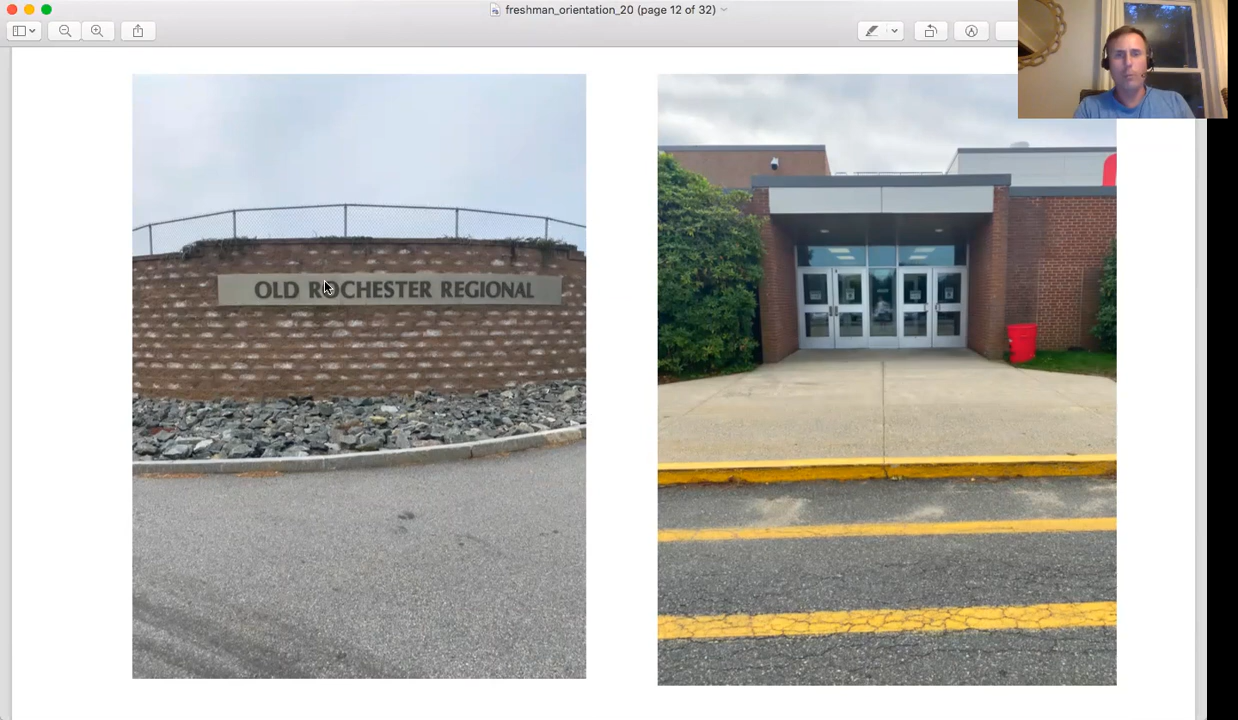 freshman_orientation_20 (page 12 of 32)
OLD ROCHESTER REGIONAL